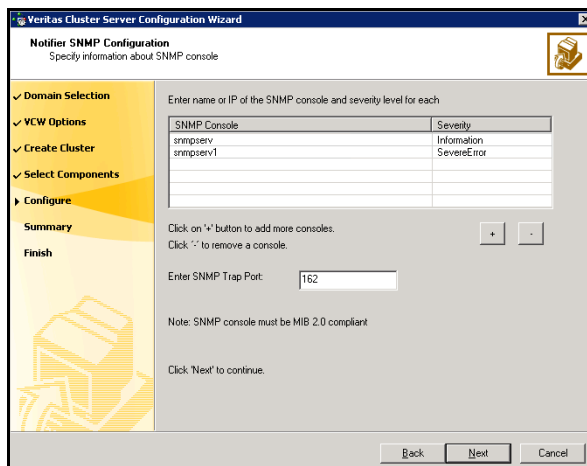 Veritas Cluster Server Configuration Wizard
Notifier SNMP Configuration
Specify information about SNMP console
Domain Selection
VCW Options
Create Cluster
Select Components
Configure
Summary
Finish
Enter name or IP of the SNMP console and severity level for each
SNMP Console Severity
snmpserv Information
snmpserv1 SevereError
Click on '+' button to add more consoles.
Click '-' to remove a console.
+ -
Enter SNMP Trap Port: 162
Note: SNMP console must be MIB 2.0 compliant
Click 'Next' to continue.
Back Next Cancel